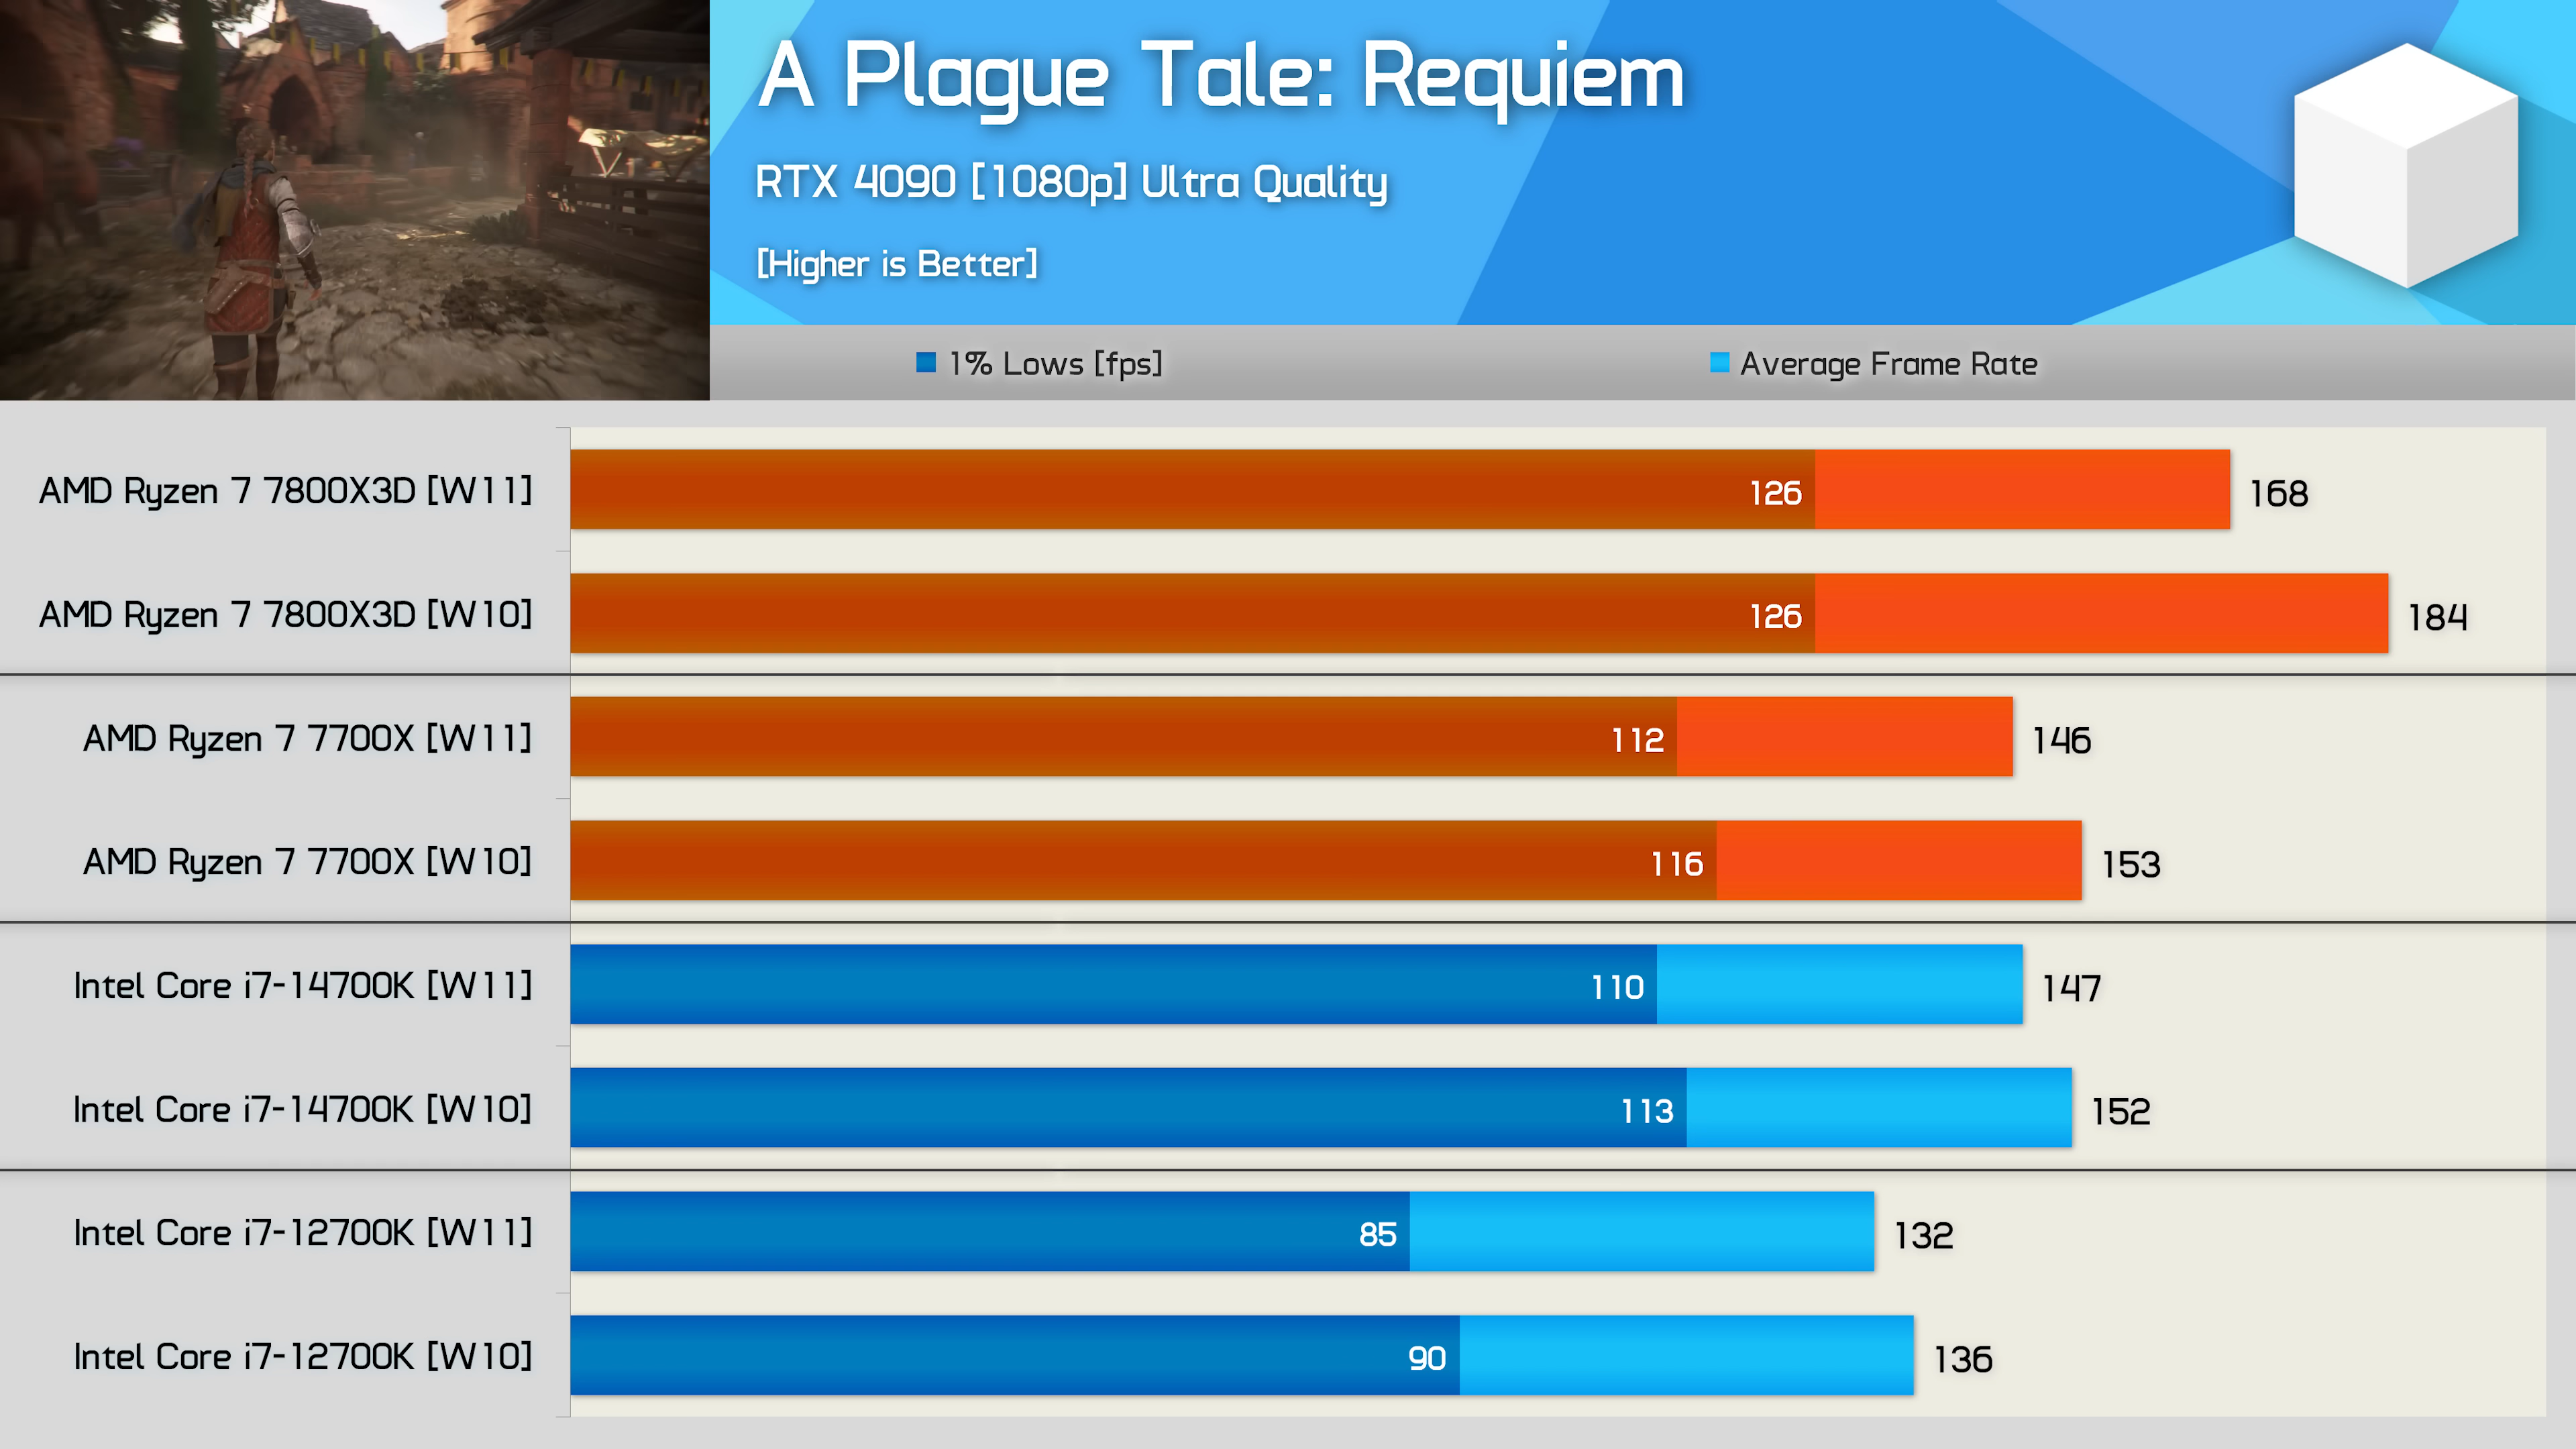 A Plague Tale: Requiem
RTX 4090 [1080p] Ultra Quality
[Higher is Better]
1% Lows [fps] Average Frame Rate
AMD Ryzen 7 7800X3D [W11] 126 168
AMD Ryzen 7 7800X3D [W10] 126 184
AMD Ryzen 7 7700X [W11] 112 146
AMD Ryzen 7 7700X [W10] 116 153
Intel Core i7-14700K [W11] 110 147
Intel Core i7-14700K [W10] 113 152
Intel Core i7-12700K [W11] 85 132
Intel Core i7-12700K [W10] 90 136